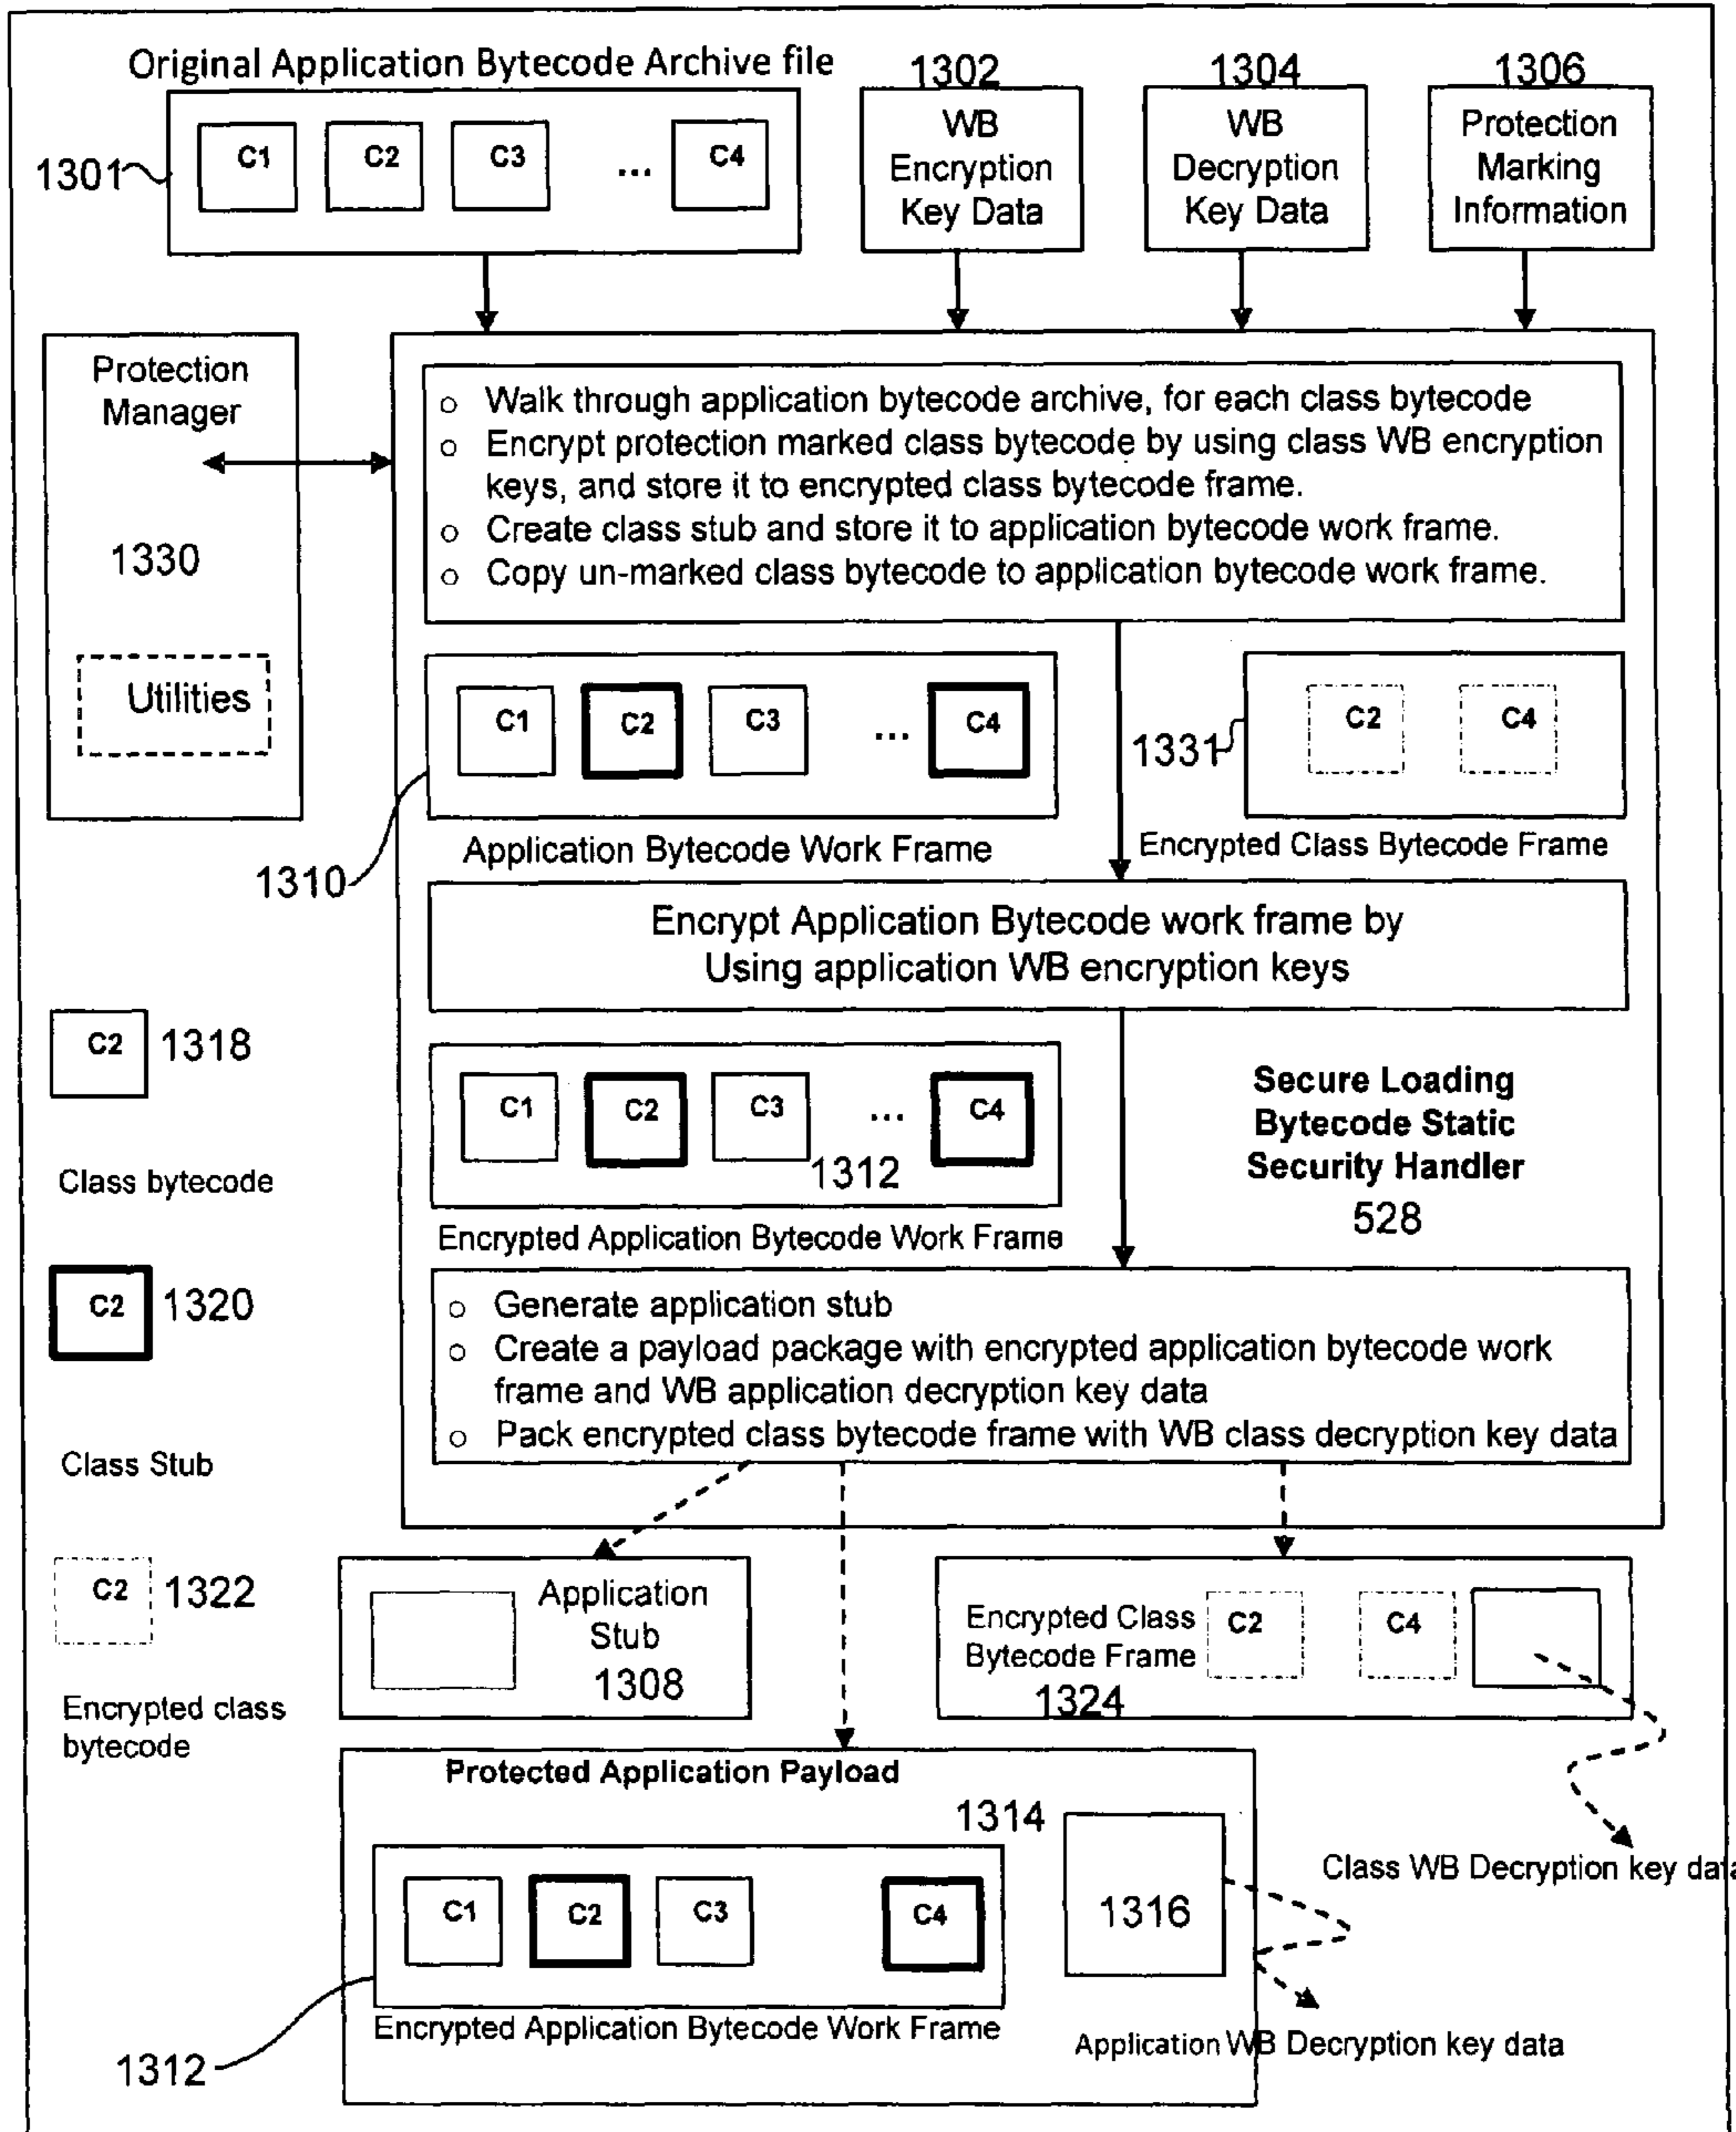 Original Application Bytecode Archive file
1302
1304
1306
C1
C2
C3
...
C4
1301
WB
Encryption
Key Data
WB
Decryption
Key Data
Protection
Marking
Information
Protection
Manager
1330
Utilities
○ Walk through application bytecode archive, for each class bytecode
○ Encrypt protection marked class bytecode by using class WB encryption
keys, and store it to encrypted class bytecode frame.
○ Create class stub and store it to application bytecode work frame.
○ Copy un-marked class bytecode to application bytecode work frame.
C1
C2
C3
...
C4
1310
Application Bytecode Work Frame
C2
C4
1331
Encrypted Class Bytecode Frame
Encrypt Application Bytecode work frame by
Using application WB encryption keys
C1
C2
C3
...
C4
1312
Encrypted Application Bytecode Work Frame
Secure Loading
Bytecode Static
Security Handler
528
C2
1318
Class bytecode
C2
1320
Class Stub
C2
1322
Encrypted class
bytecode
○ Generate application stub
○ Create a payload package with encrypted application bytecode work
frame and WB application decryption key data
○ Pack encrypted class bytecode frame with WB class decryption key data
Application
Stub
1308
Encrypted Class
Bytecode Frame
1324
C2
C4
Protected Application Payload
1314
C1
C2
C3
C4
1316
Class WB Decryption key data
Encrypted Application Bytecode Work Frame
1312
Application WB Decryption key data